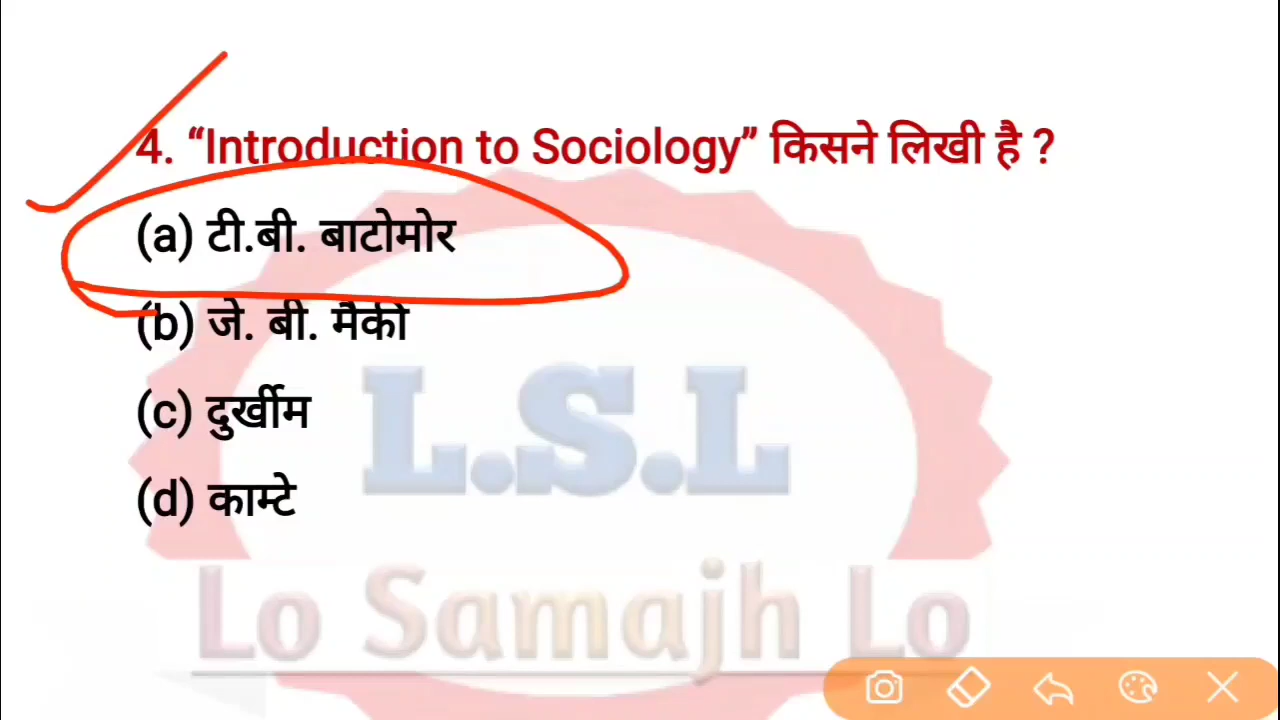 4. “Introduction to Sociology” किसने लिखी है ?
(a) टी.बी. बाटोमोर
(b) जे. बी. मैकी
(c) दुर्खीम
(d) काम्टे
L.S.L
Lo Samajh Lo